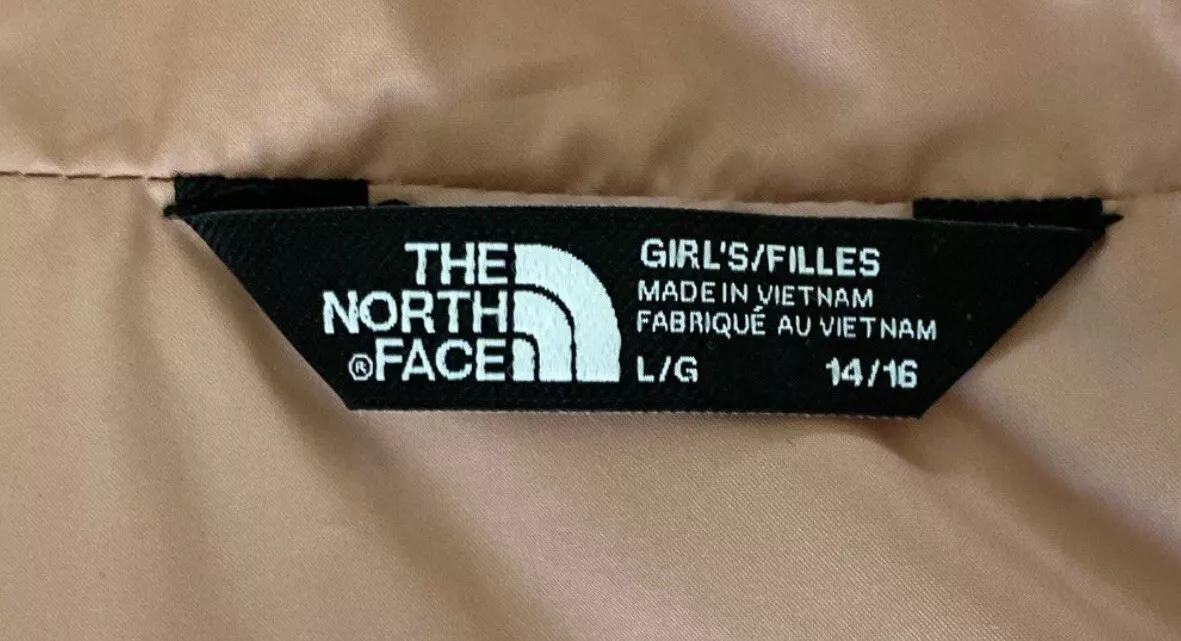 THE
NORTH
®FACE
GIRL'S/FILLES
MADE IN VIETNAM
FABRIQUÉ AU VIETNAM
L/G 14/16